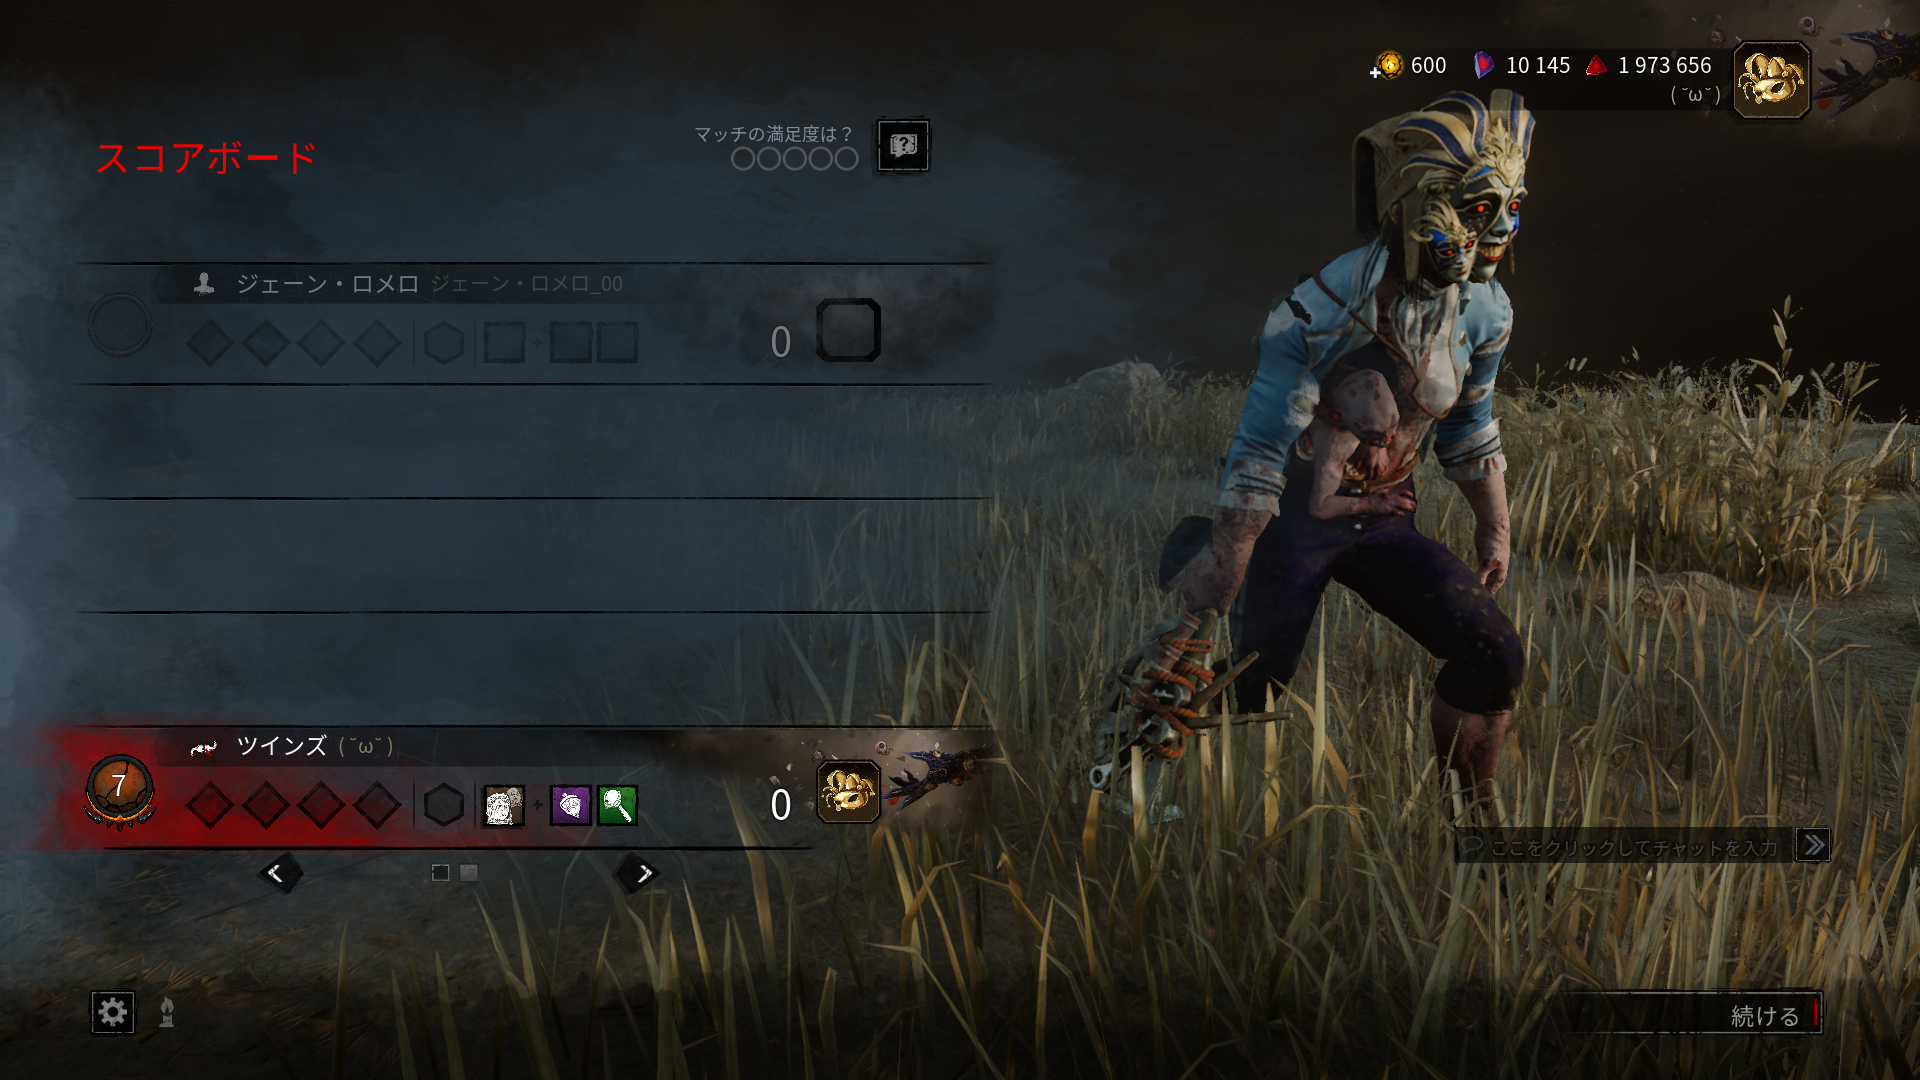 600 10 145 1 973 656
(˘ω˘)
スコアボード
マッチの満足度は？
ジェーン・ロメロ ジェーン・ロメロ_00
0
ツインズ (˘ω˘)
7
0
ここをクリックしてチャットを入力
続ける